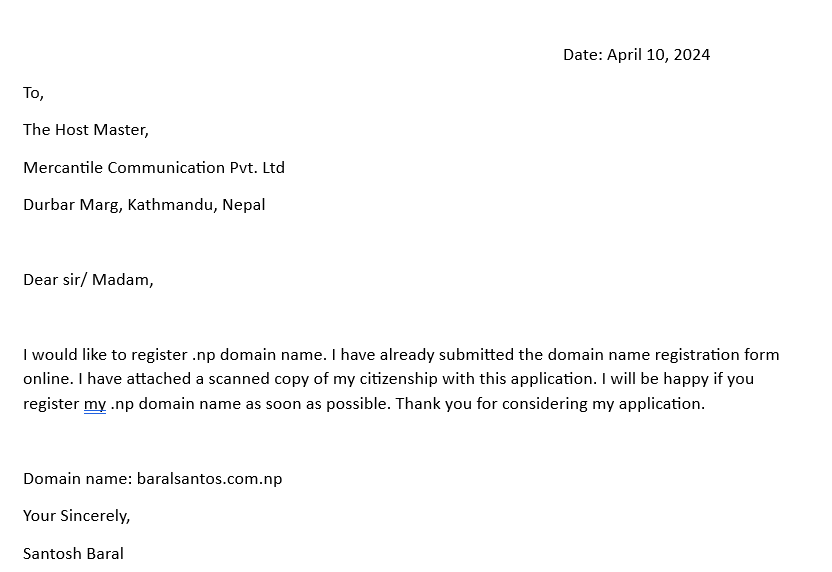 Date: April 10, 2024
To,
The Host Master,
Mercantile Communication Pvt. Ltd
Durbar Marg, Kathmandu, Nepal
Dear sir/ Madam,
I would like to register .np domain name. I have already submitted the domain name registration form
online. I have attached a scanned copy of my citizenship with this application. I will be happy if you
register my .np domain name as soon as possible. Thank you for considering my application.
Domain name: baralsantos.com.np
Your Sincerely,
Santosh Baral